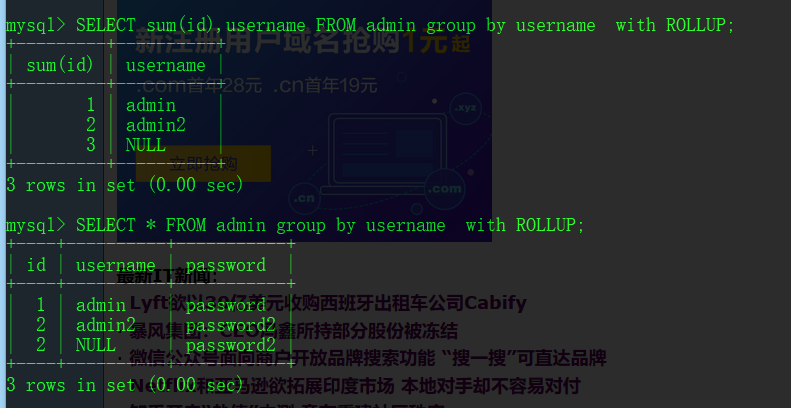 mysql> SELECT sum(id),username FROM admin group by username  with ROLLUP;
新注册用户域名抢购1元起
+---------+----------+
| sum(id) | username |
.com首年28元 .cn首年19元
+---------+----------+
|       1 | admin    |
|       2 | admin2   |
|       3 | NULL     |
+---------+----------+
.xyz
立即抢购
.com
.cn
3 rows in set (0.00 sec)
mysql> SELECT * FROM admin group by username  with ROLLUP;
+----+----------+-----------+
| id | username | password  |
最新IT新闻:
+----+----------+-----------+
|  1 | admin    | password  |
Lyft欲以 亿美元收购西班牙出租车公司Cabify
|  2 | admin2   | password2 |
暴风集团: 所持部分股份被冻结
|  2 | NULL     | password2 |
· 微信公众号面向商户开放品牌搜索功能 “搜一搜”可直达品牌
+----+----------+-----------+
3 rows in set (0.00 sec)
和亚马逊欲拓展印度市场 本地对手却不容易对付